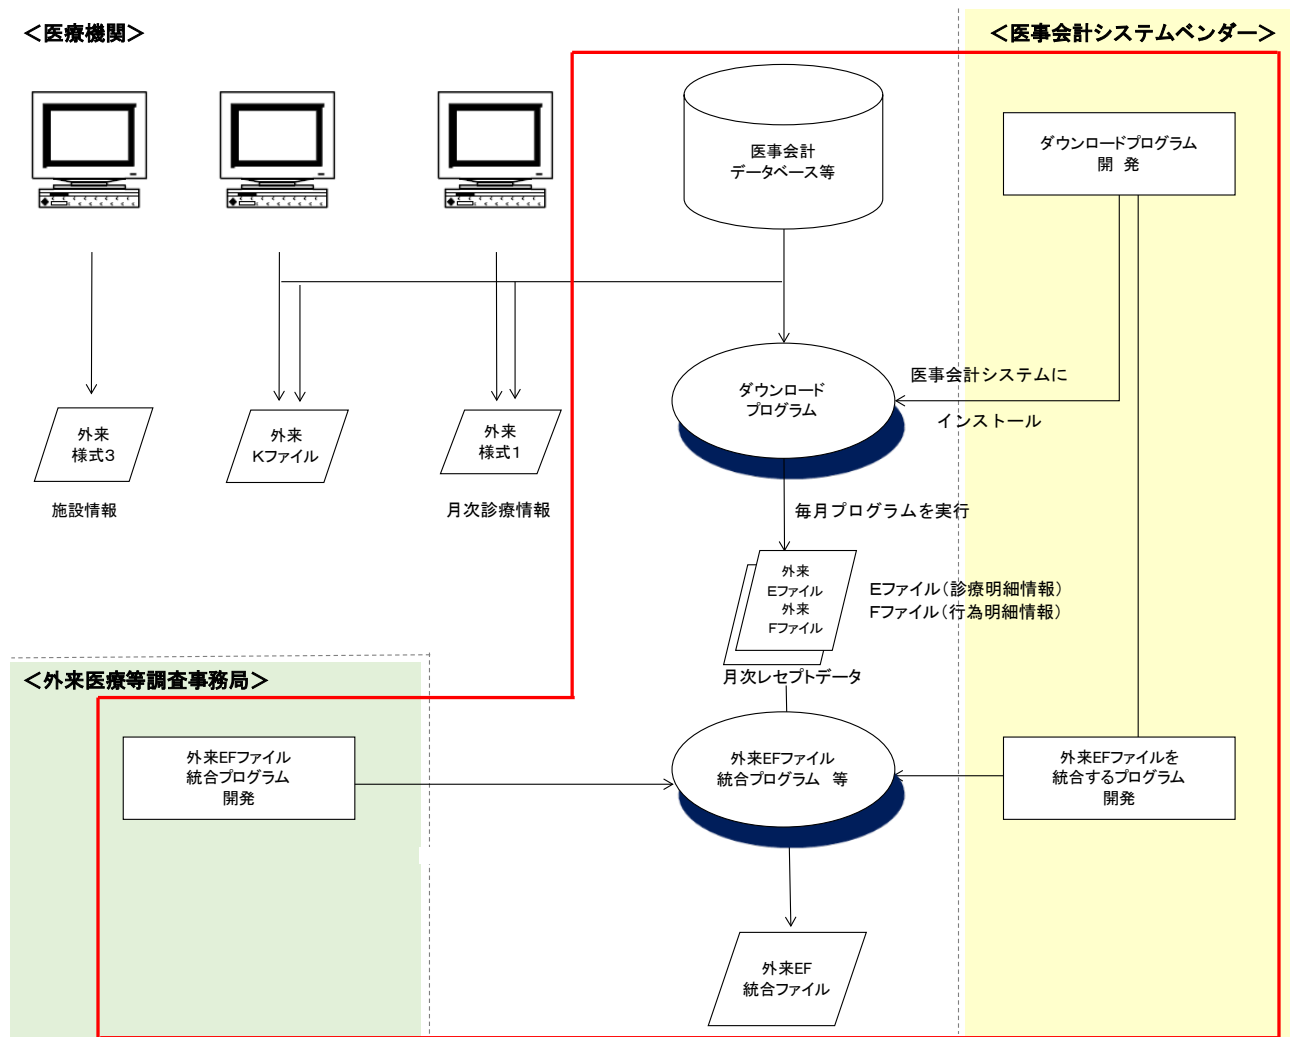 ＜医療機関＞
＜医事会計システムベンダー＞
医事会計
データベース等
ダウンロードプログラム
開　発
医事会計システムに
インストール
ダウンロード
プログラム
外来
様式3
外来
Kファイル
外来
様式1
施設情報
月次診療情報
毎月プログラムを実行
外来
Eファイル
外来
Fファイル
Eファイル（診療明細情報）
Fファイル（行為明細情報）
月次レセプトデータ
＜外来医療等調査事務局＞
外来EFファイル
統合プログラム
開発
外来EFファイル
統合プログラム　等
外来EFファイルを
統合するプログラム
開発
外来EF
統合ファイル